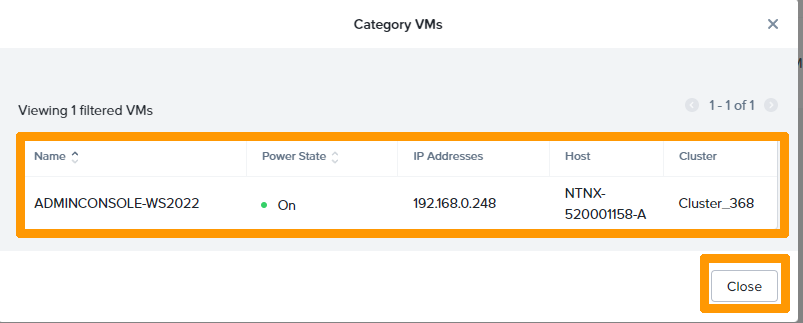 Category VMs
Viewing 1 filtered VMs
1 - 1 of 1
Name Power State IP Addresses Host Cluster
ADMINCONSOLE-WS2022 On 192.168.0.248 NTNX-
520001158-A Cluster_368
Close